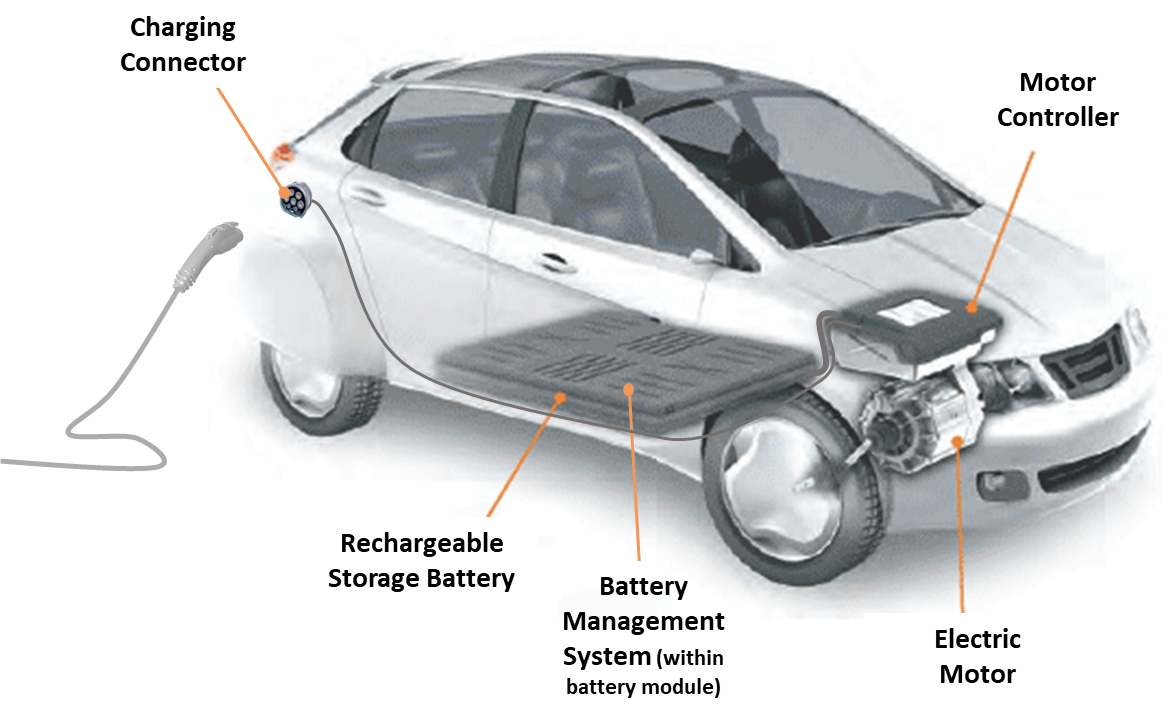 Charging
Connector
Motor
Controller
Rechargeable
Storage Battery
Battery
Management
System (within
battery module)
Electric
Motor